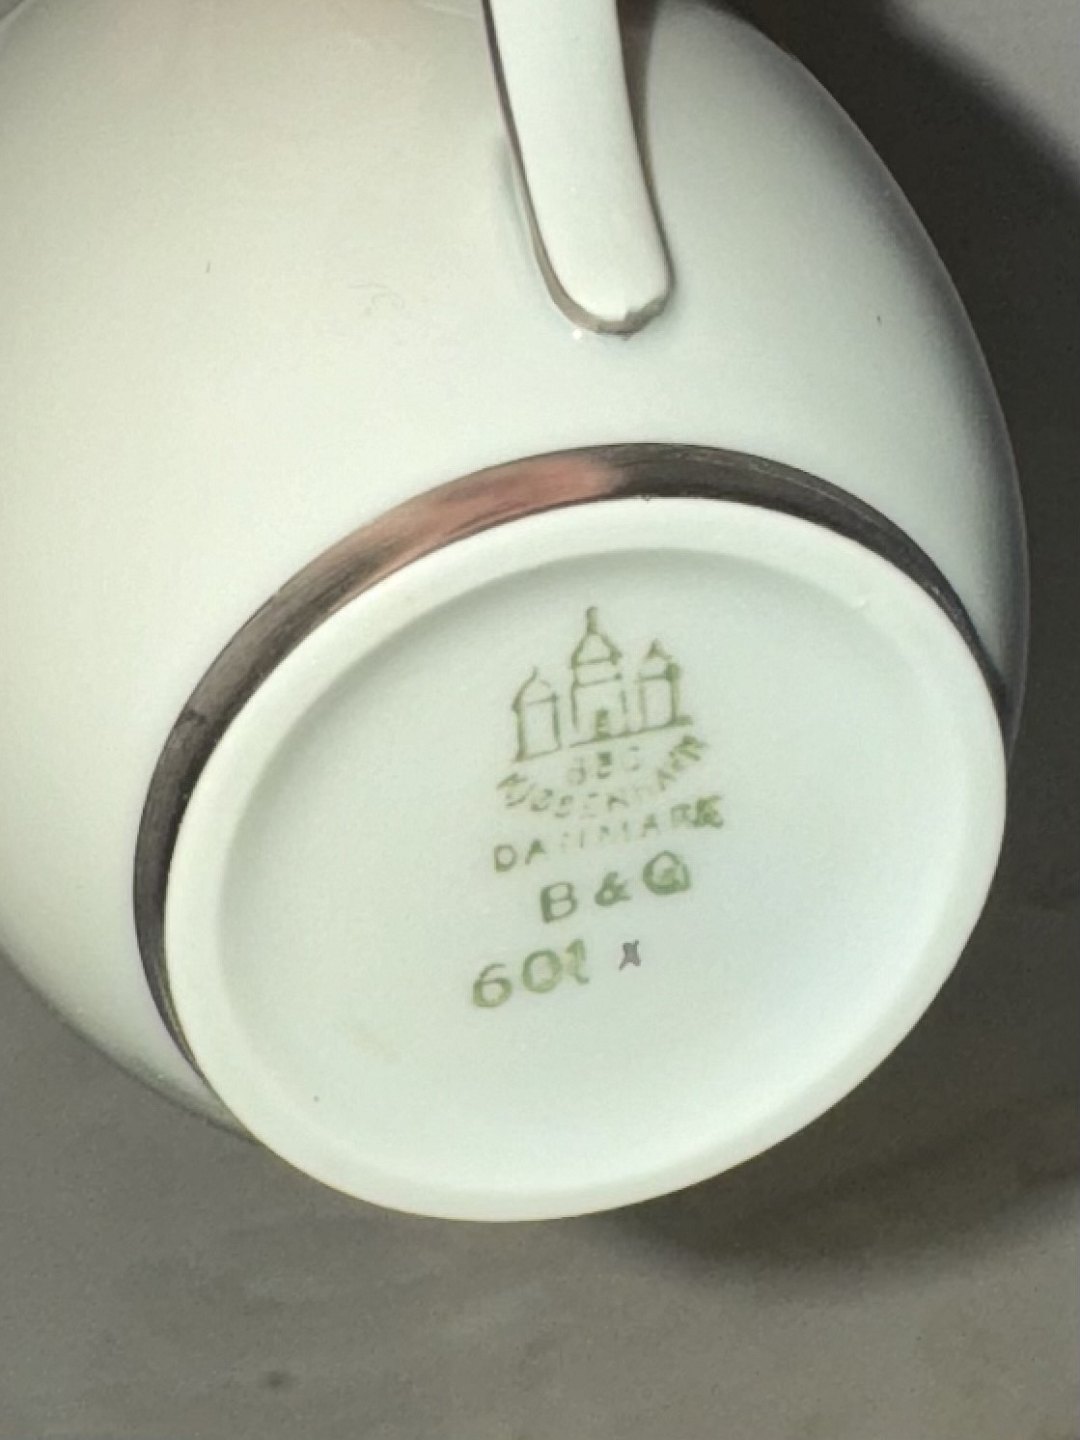 B&G
KJØBENHAVN
DANMARK
B & G
601 x